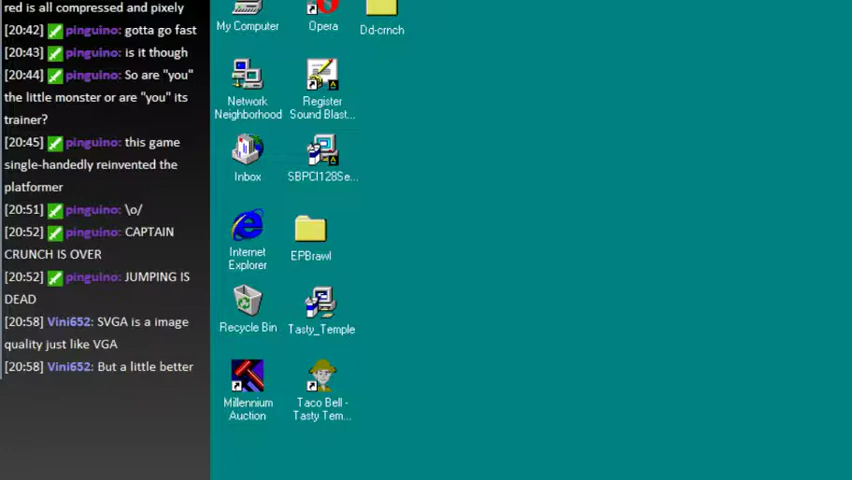 red is all compressed and pixely
[20:42] pinguino: gotta go fast
[20:43] pinguino: is it though
[20:44] pinguino: So are "you"
the little monster or are "you" its
trainer?
[20:45] pinguino: this game
single-handedly reinvented the
platformer
[20:51] pinguino: \o/
[20:52] pinguino: CAPTAIN
CRUNCH IS OVER
[20:52] pinguino: JUMPING IS
DEAD
[20:58] Vini652: SVGA is a image
quality just like VGA
[20:58] Vini652: But a little better
My Computer
Opera
Dd-crnch
Network
Neighborhood
Register
Sound Blast...
Inbox
SBPCI128Se...
Internet
Explorer
EPBrawl
Recycle Bin
Tasty_Temple
Millennium
Auction
Taco Bell -
Tasty Tem...